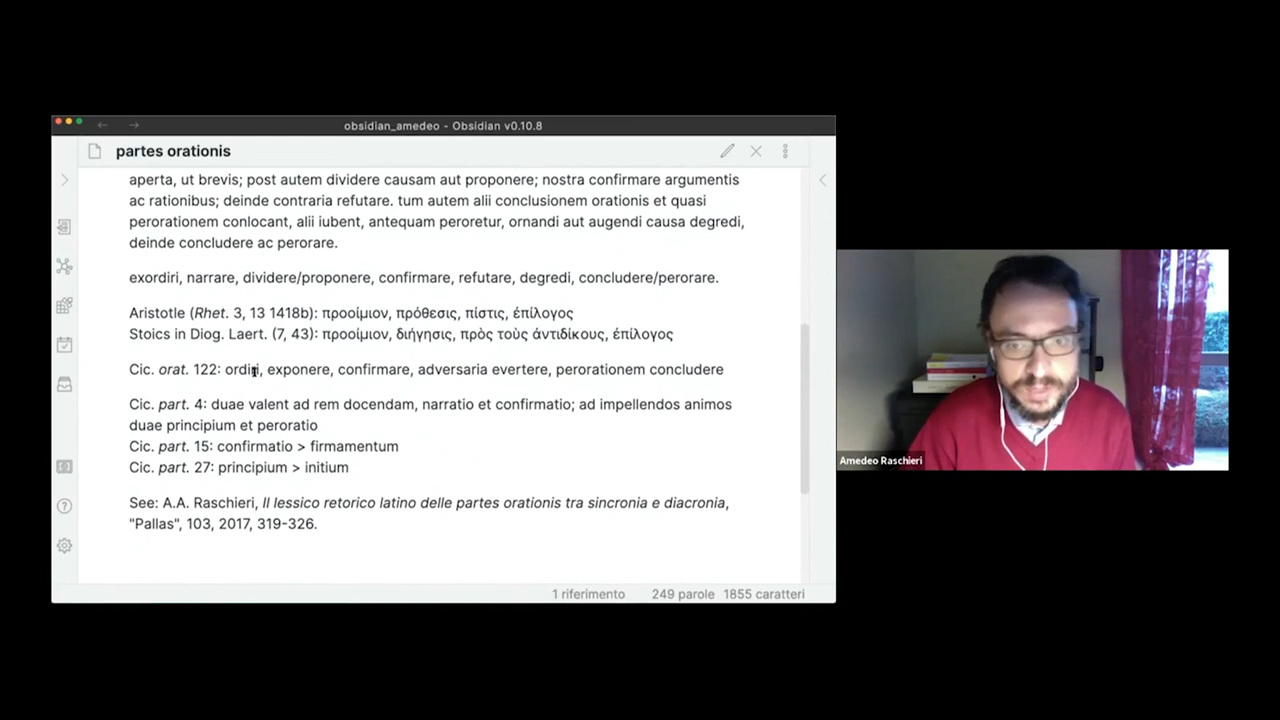 obsidian_amedeo - Obsidian v0.10.8
partes orationis
aperta, ut brevis; post autem dividere causam aut proponere; nostra confirmare argumentis
ac rationibus; deinde contraria refutare. tum autem alii conclusionem orationis et quasi
perorationem conlocant, alii iubent, antequam peroretur, ornandi aut augendi causa degredi,
deinde concludere ac perorare.
exordiri, narrare, dividere/proponere, confirmare, refutare, degredi, concludere/perorare.
Aristotle (Rhet. 3, 13 1418b): προοίμιον, πρόθεσις, πίστις, ἐπίλογος
Stoics in Diog. Laert. (7, 43): προοίμιον, διήγησις, πρὸς τοὺς ἀντιδίκους, ἐπίλογος
Cic. orat. 122: ordiri, exponere, confirmare, adversaria evertere, perorationem concludere
Cic. part. 4: duae valent ad rem docendam, narratio et confirmatio; ad impellendos animos
duae principium et peroratio
Cic. part. 15: confirmatio > firmamentum
Cic. part. 27: principium > initium
See: A.A. Raschieri, Il lessico retorico latino delle partes orationis tra sincronia e diacronia,
"Pallas", 103, 2017, 319-326.
1 riferimento 249 parole 1855 caratteri
Amedeo Raschieri